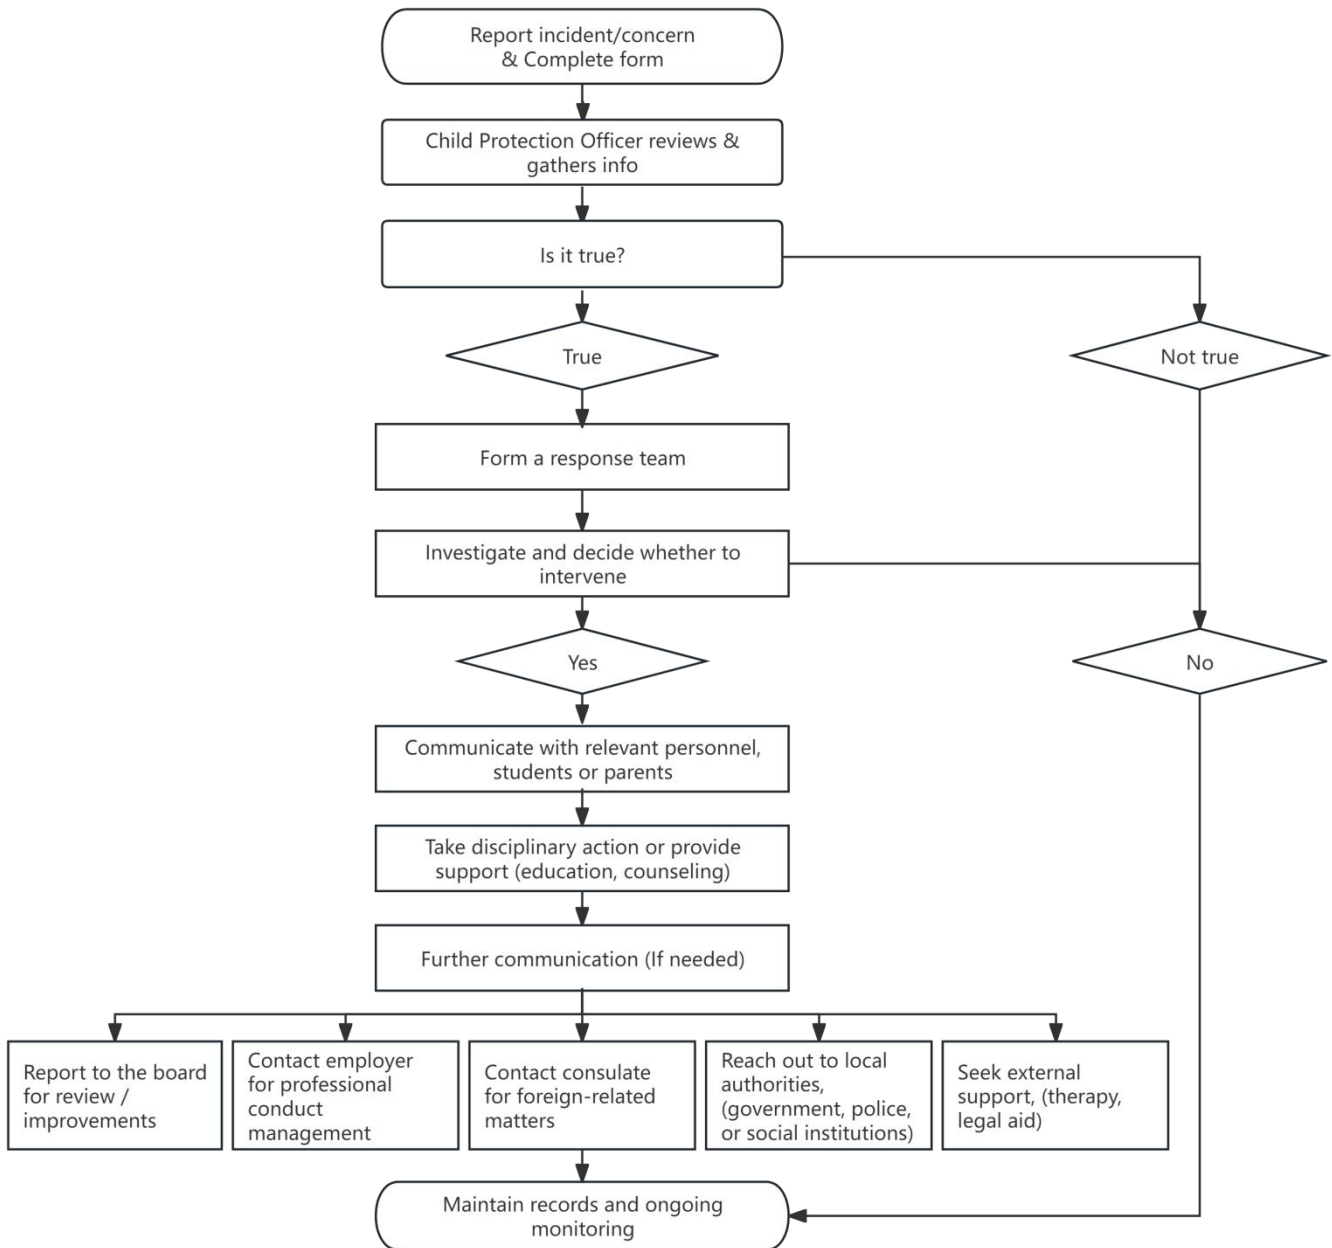 Report incident/concern
& Complete form
Child Protection Officer reviews &
gathers info
Is it true?
True
Not true
Form a response team
Investigate and decide whether to
intervene
Yes
No
Communicate with relevant personnel,
students or parents
Take disciplinary action or provide
support (education, counseling)
Further communication (If needed)
Report to the board
for review /
improvements
Contact employer
for professional
conduct
management
Contact consulate
for foreign-related
matters
Reach out to local
authorities,
(government, police,
or social institutions)
Seek external
support, (therapy,
legal aid)
Maintain records and ongoing
monitoring